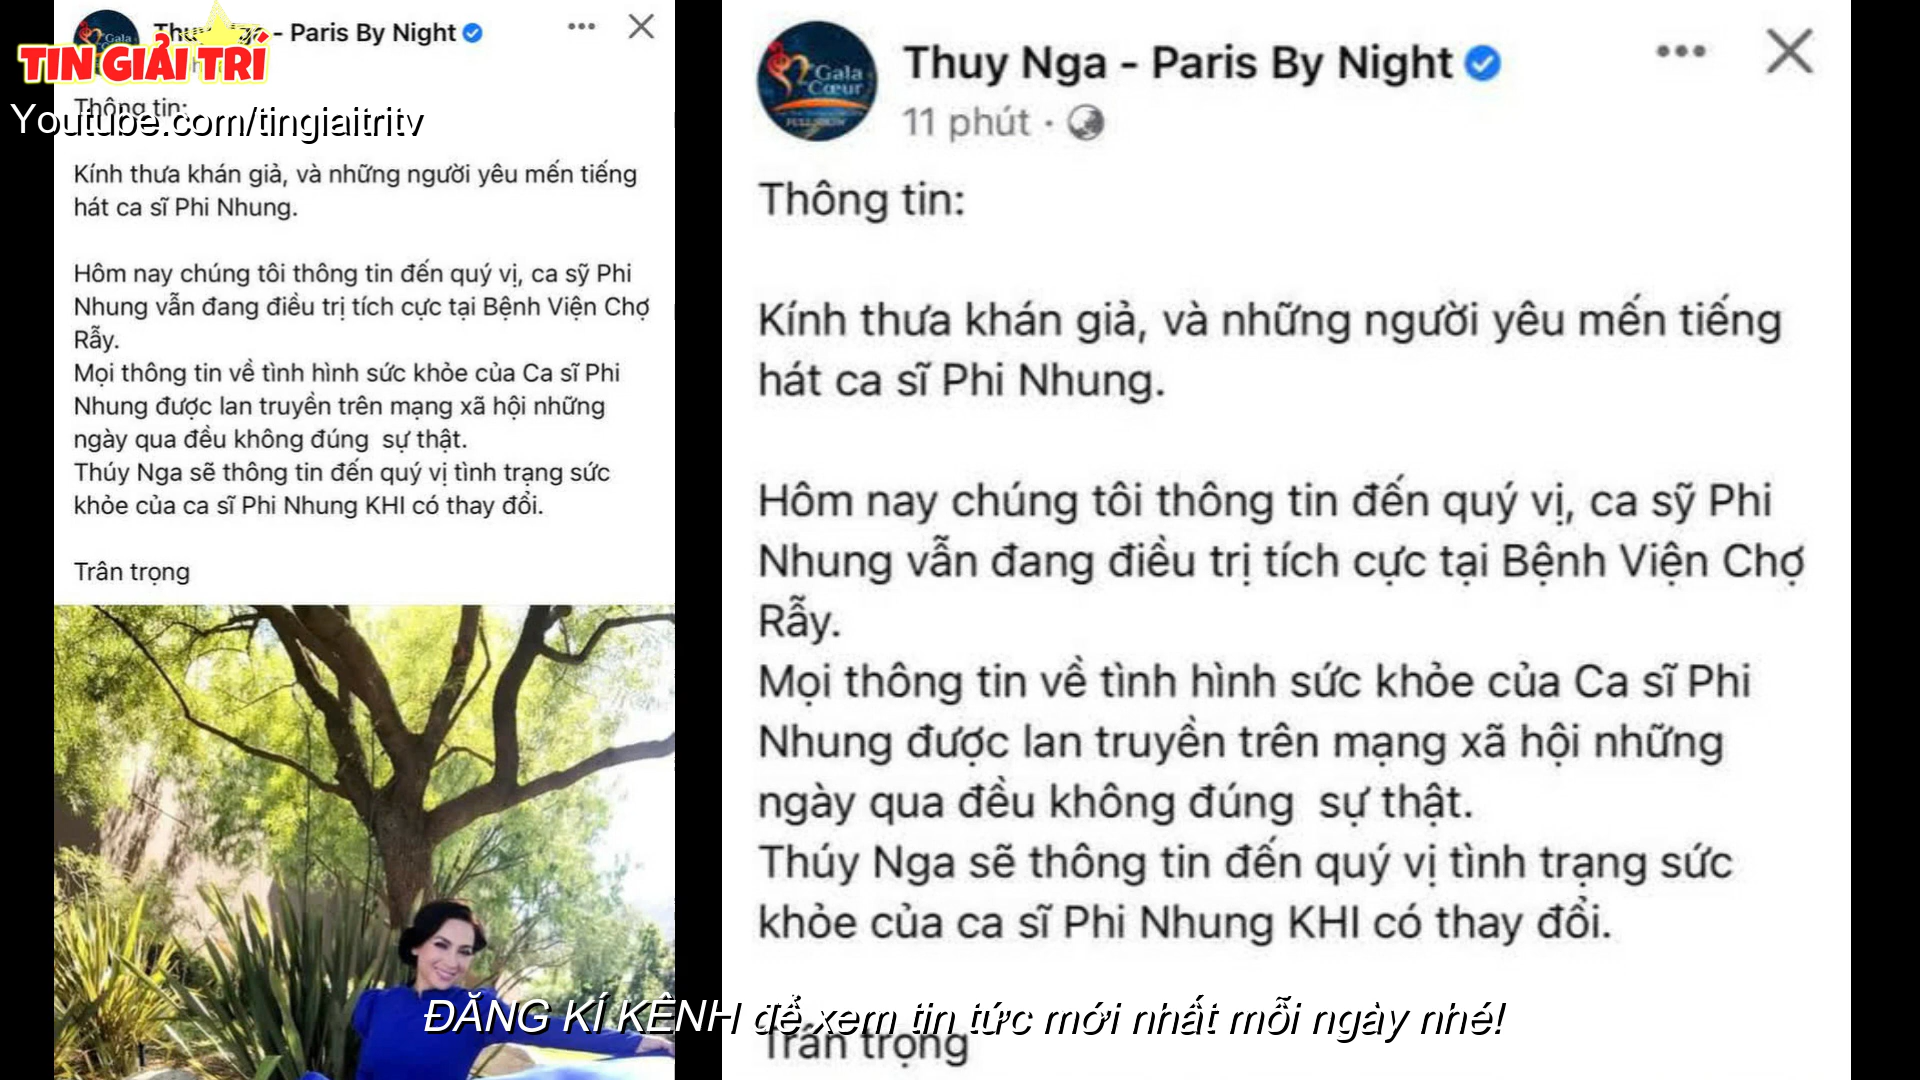 TIN GIẢI TRÍ
Youtube.com/tingiaitritv
Thuy Nga - Paris By Night
Thông tin:
Kính thưa khán giả, và những người yêu mến tiếng
hát ca sĩ Phi Nhung.
Hôm nay chúng tôi thông tin đến quý vị, ca sỹ Phi
Nhung vẫn đang điều trị tích cực tại Bệnh Viện Chợ
Rẫy.
Mọi thông tin về tình hình sức khỏe của Ca sĩ Phi
Nhung được lan truyền trên mạng xã hội những
ngày qua đều không đúng  sự thật.
Thúy Nga sẽ thông tin đến quý vị tình trạng sức
khỏe của ca sĩ Phi Nhung KHI có thay đổi.
Trân trọng
Gala
Cœur
Thuy Nga - Paris By Night
11 phút ·
Thông tin:
Kính thưa khán giả, và những người yêu mến tiếng
hát ca sĩ Phi Nhung.
Hôm nay chúng tôi thông tin đến quý vị, ca sỹ Phi
Nhung vẫn đang điều trị tích cực tại Bệnh Viện Chợ
Rẫy.
Mọi thông tin về tình hình sức khỏe của Ca sĩ Phi
Nhung được lan truyền trên mạng xã hội những
ngày qua đều không đúng  sự thật.
Thúy Nga sẽ thông tin đến quý vị tình trạng sức
khỏe của ca sĩ Phi Nhung KHI có thay đổi.
Trân trọng
ĐĂNG KÍ KÊNH để xem tin tức mới nhất mỗi ngày nhé!